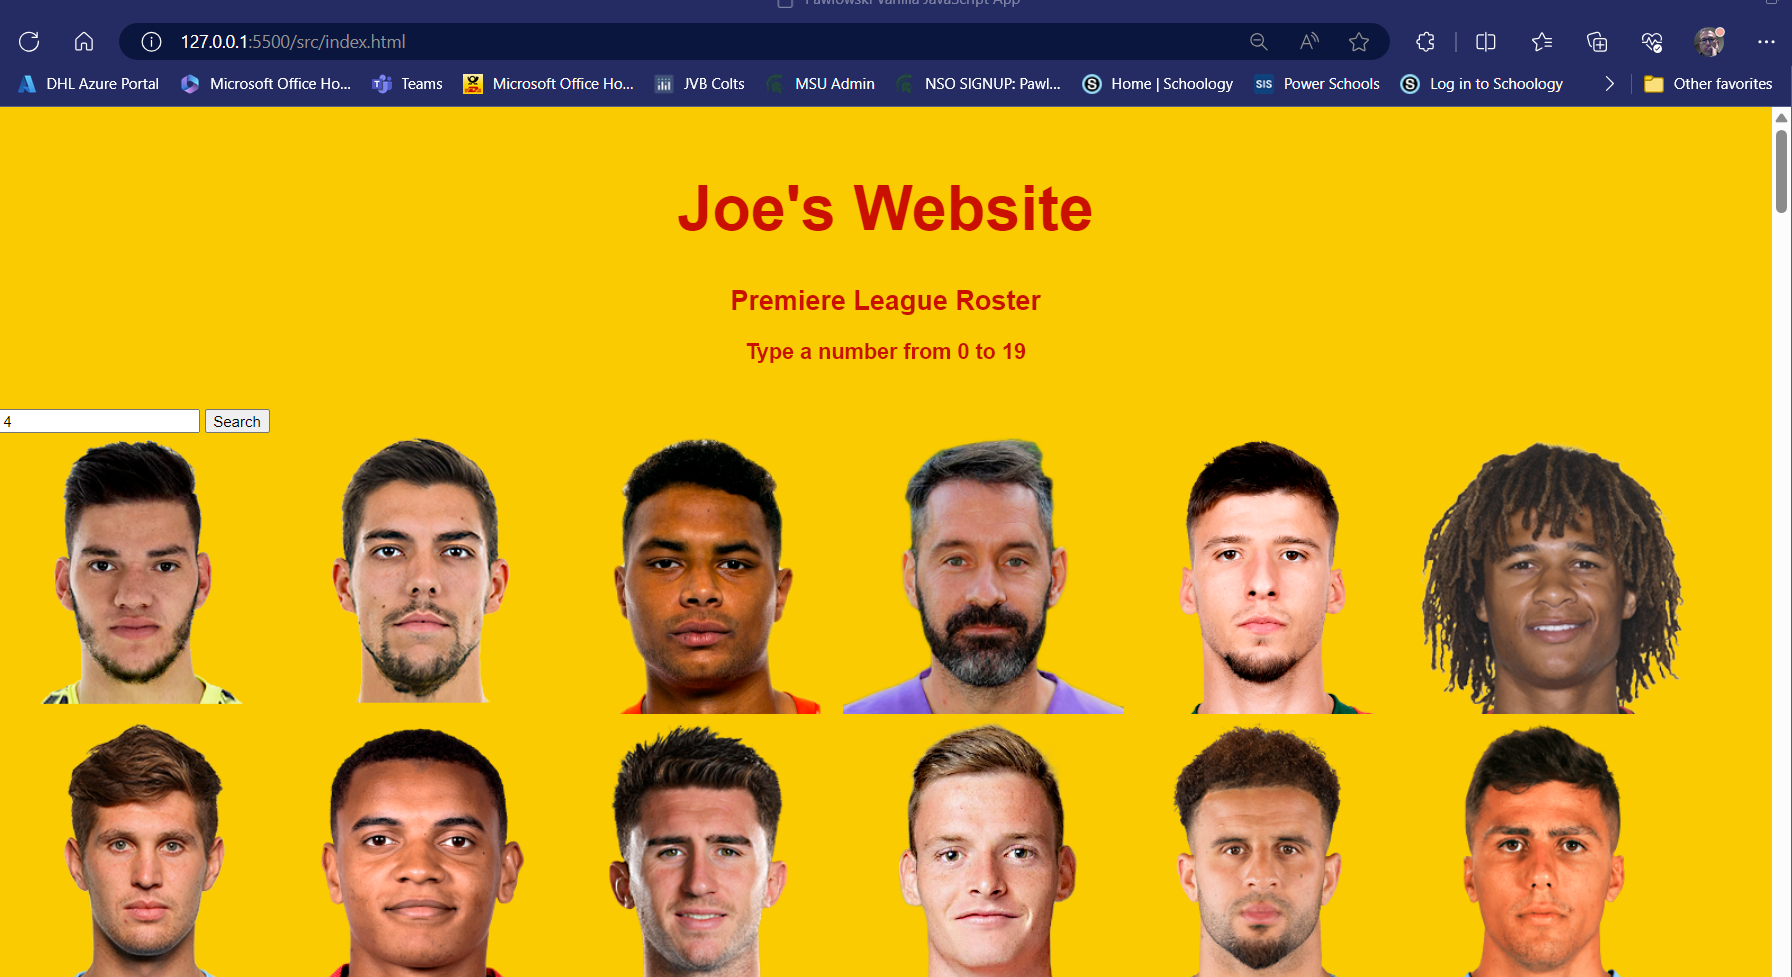 Pawlowski Vanilla JavaScript App
127.0.0.1:5500/src/index.html
DHL Azure Portal Microsoft Office Ho... Teams Microsoft Office Ho... JVB Colts MSU Admin NSO SIGNUP: Pawl... S Home | Schoology SIS Power Schools S Log in to Schoology Other favorites
Joe's Website
Premiere League Roster
Type a number from 0 to 19
4 Search